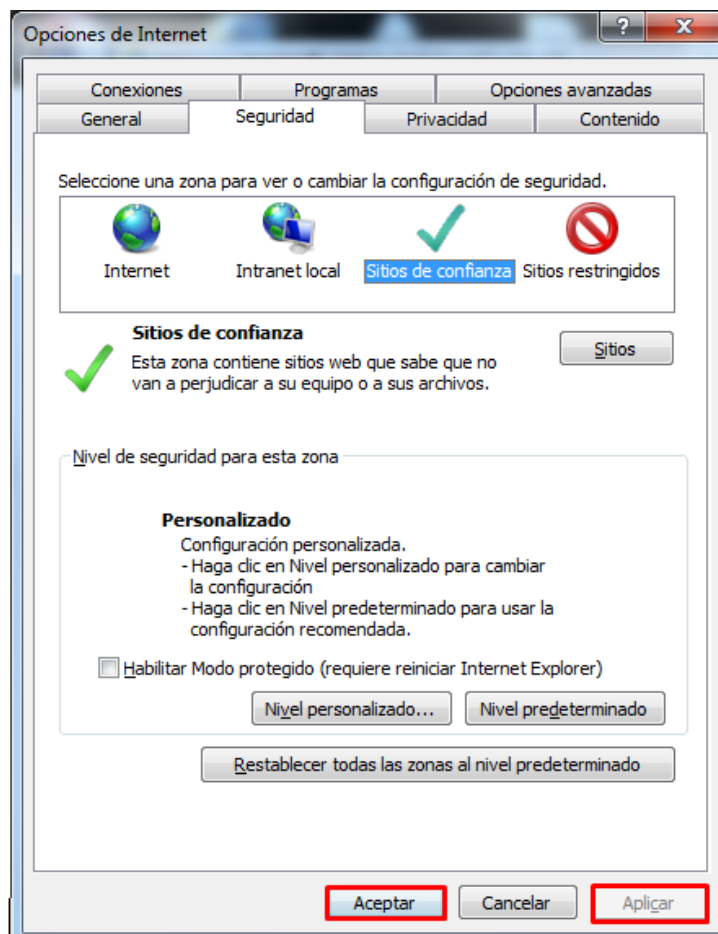 Opciones de Internet
?
X
Conexiones
Programas
Opciones avanzadas
General
Seguridad
Privacidad
Contenido
Seleccione una zona para ver o cambiar la configuración de seguridad.
Internet
Intranet local
Sitios de confianza
Sitios restringidos
Sitios de confianza
Esta zona contiene sitios web que sabe que no
van a perjudicar a su equipo o a sus archivos.
Sitios
Nivel de seguridad para esta zona
Personalizado
Configuración personalizada.
- Haga clic en Nivel personalizado para cambiar
la configuración
- Haga clic en Nivel predeterminado para usar la
configuración recomendada.
Habilitar Modo protegido (requiere reiniciar Internet Explorer)
Nivel personalizado...
Nivel predeterminado
Restablecer todas las zonas al nivel predeterminado
Aceptar
Cancelar
Aplicar